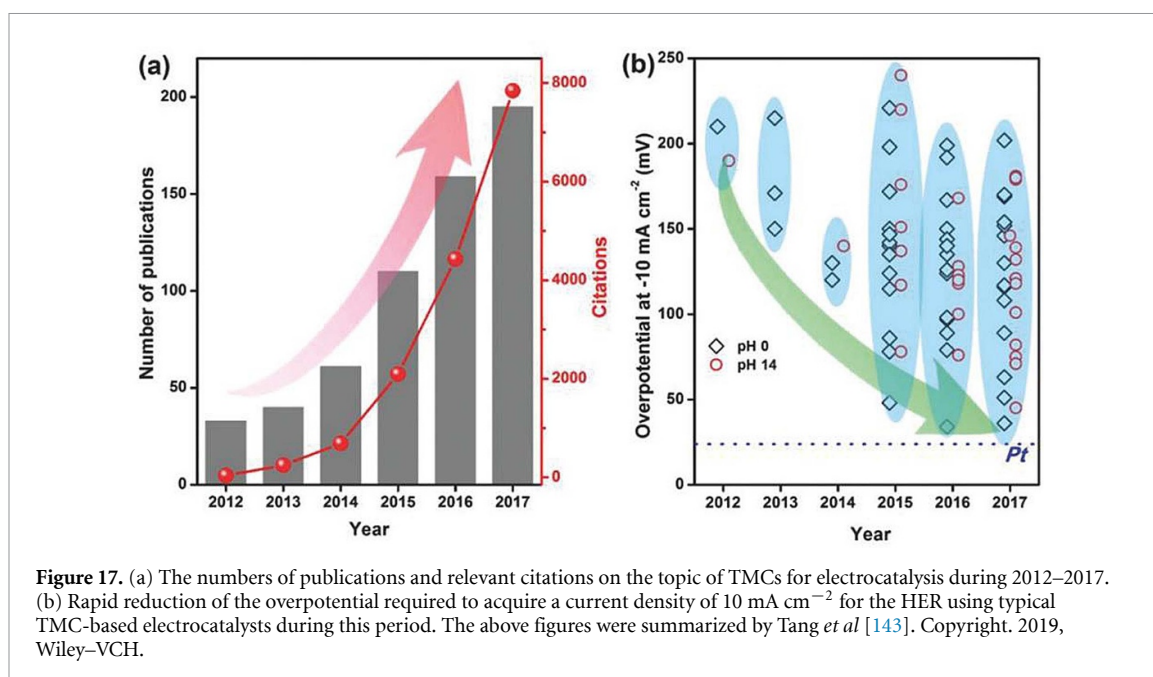 (a)
Number of publications
200
150
100
50
0
8000
6000
4000
2000
0
Citations
2012 2013 2014 2015 2016 2017
Year
(b)
Overpotential at -10 mA cm⁻² (mV)
250
200
150
100
50
0
pH 0
pH 14
Pt
2012 2013 2014 2015 2016 2017
Year
Figure 17. (a) The numbers of publications and relevant citations on the topic of TMCs for electrocatalysis during 2012–2017.
(b) Rapid reduction of the overpotential required to acquire a current density of 10 mA cm⁻² for the HER using typical
TMC-based electrocatalysts during this period. The above figures were summarized by Tang et al [143]. Copyright. 2019,
Wiley–VCH.